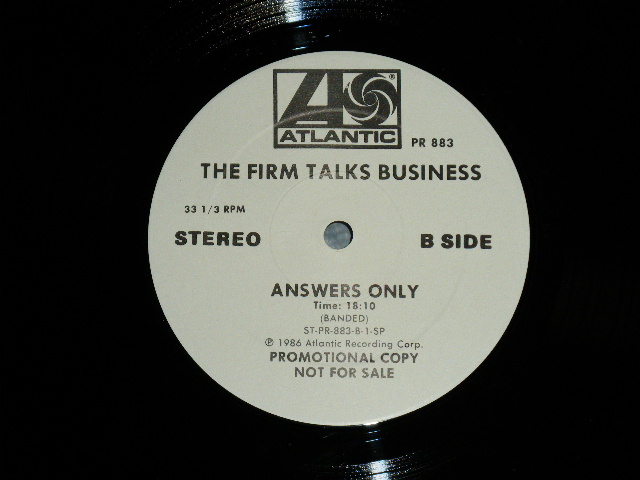 ATLANTIC
®
PR 883
THE FIRM TALKS BUSINESS
33 1/3 RPM
STEREO
B SIDE
ANSWERS ONLY
Time: 18:10
(BANDED)
ST-PR-883-B-1-SP
℗ 1986 Atlantic Recording Corp.
PROMOTIONAL COPY
NOT FOR SALE